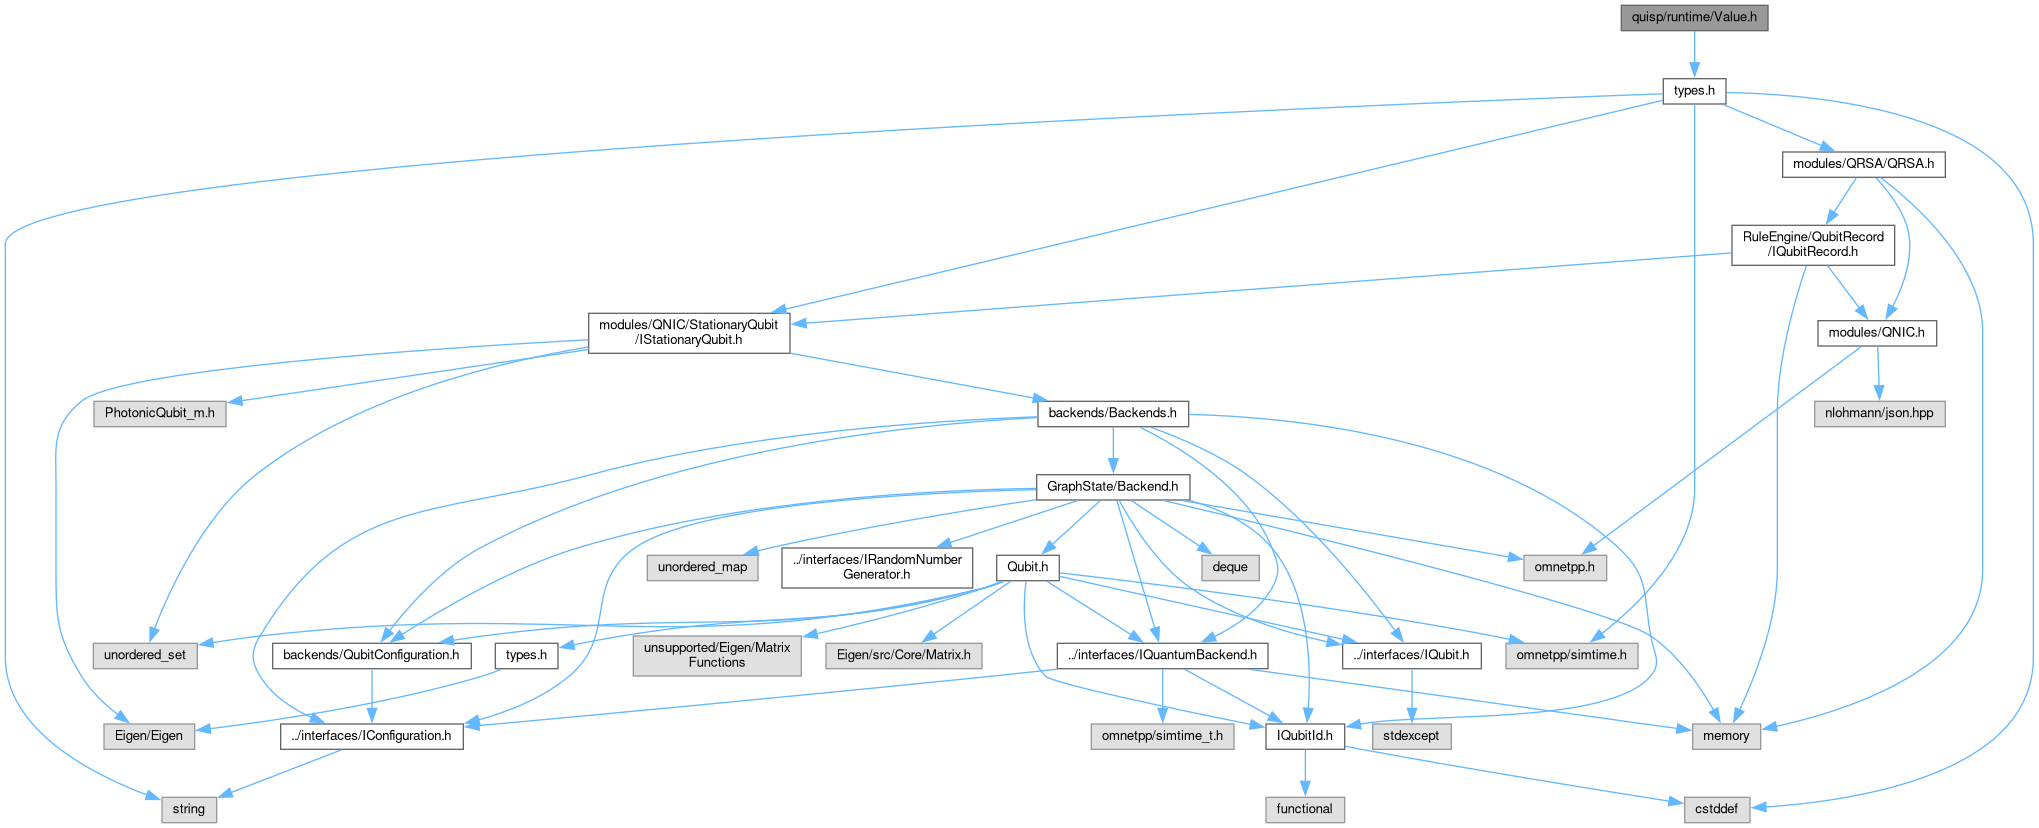 quisp/runtime/Value.h
types.h
modules/QRSA/QRSA.h
RuleEngine/QubitRecord
/IQubitRecord.h
modules/QNIC/StationaryQubit
/IStationaryQubit.h
modules/QNIC.h
PhotonicQubit_m.h
backends/Backends.h
nlohmann/json.hpp
GraphState/Backend.h
unordered_map
../interfaces/IRandomNumber
Generator.h
Qubit.h
deque
omnetpp.h
unordered_set
backends/QubitConfiguration.h
types.h
unsupported/Eigen/Matrix
Functions
Eigen/src/Core/Matrix.h
../interfaces/IQuantumBackend.h
../interfaces/IQubit.h
omnetpp/simtime.h
Eigen/Eigen
../interfaces/IConfiguration.h
omnetpp/simtime_t.h
IQubitId.h
stdexcept
memory
string
functional
cstddef